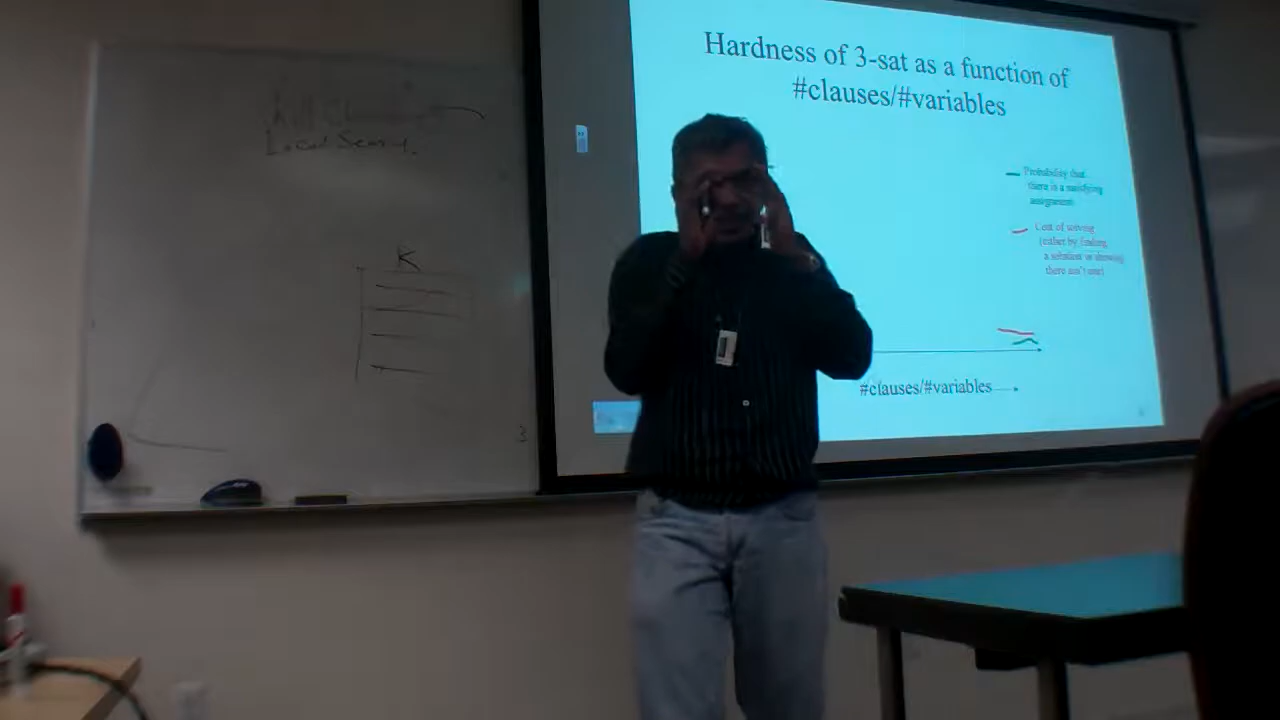 Hardness of 3-sat as a function of
#clauses/#variables
Local Search
K
3
Probability that
there is a satisfying
assignment
Cost of solving
(either by finding
a solution or showing
there isn't one)
#clauses/#variables